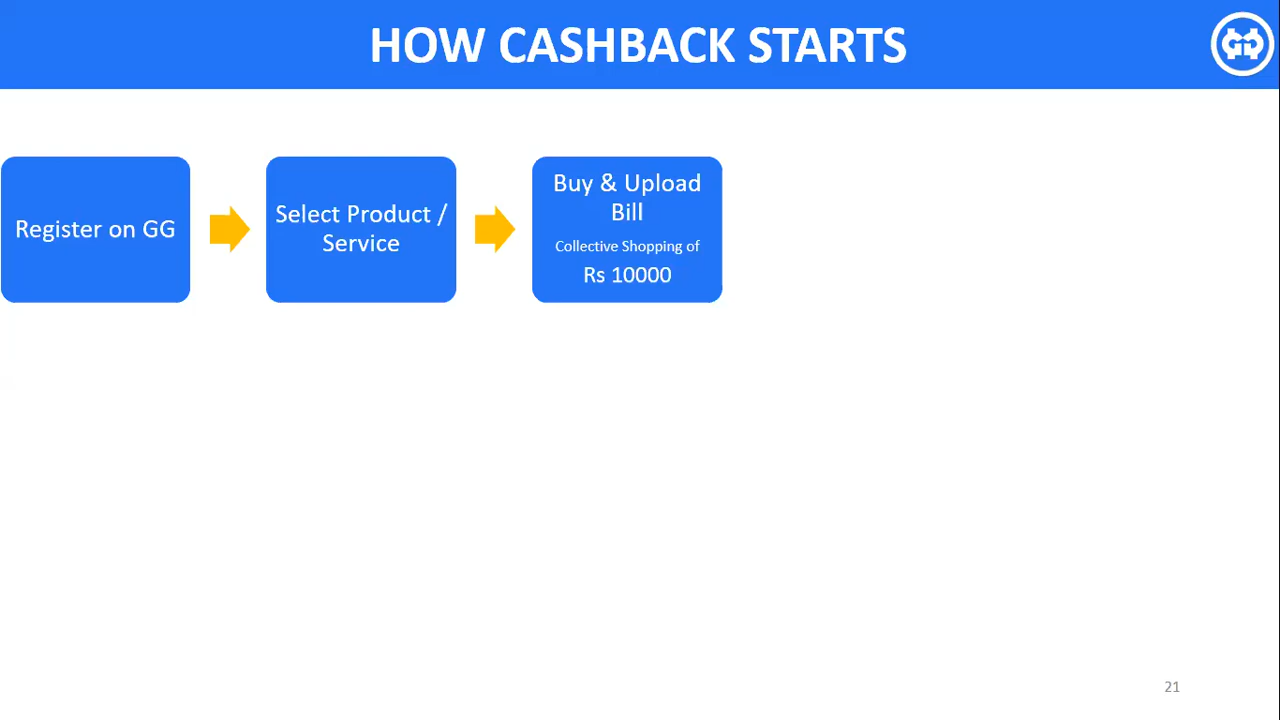 HOW CASHBACK STARTS
Register on GG
Select Product /
Service
Buy & Upload
Bill
Collective Shopping of
Rs 10000
21